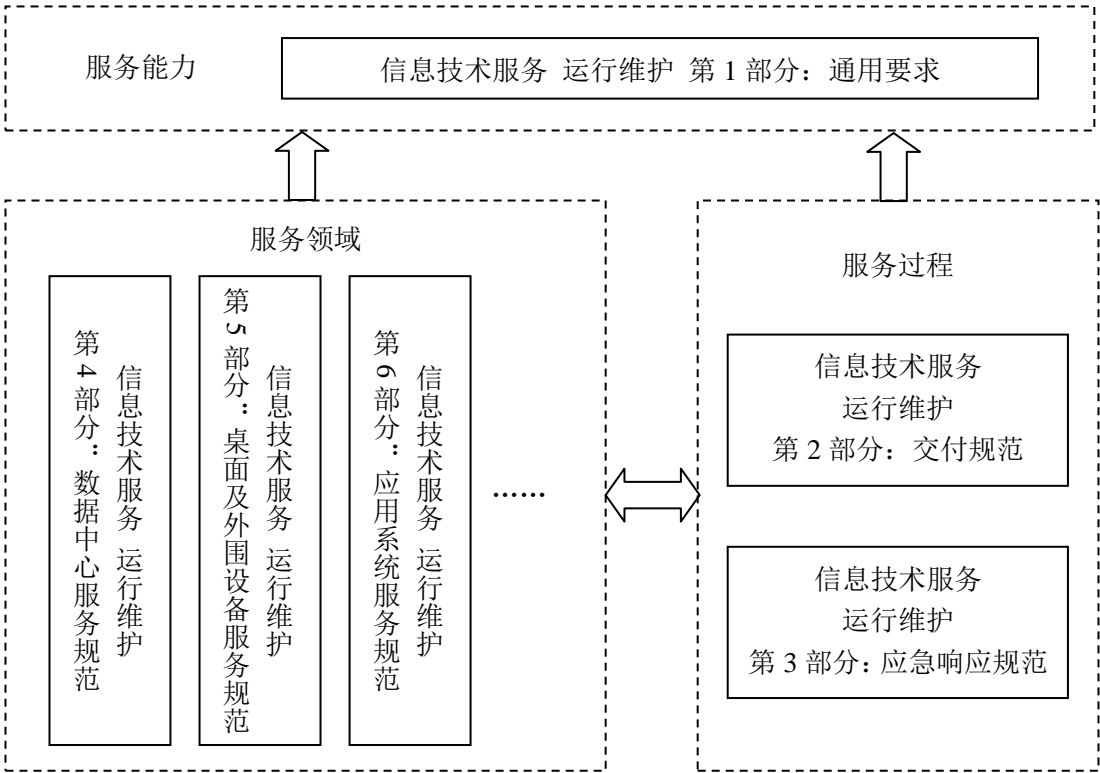 服务能力
信息技术服务 运行维护 第 1 部分：通用要求
服务领域
信息技术服务 运行维护
第 4 部分：数据中心服务规范
信息技术服务 运行维护
第 5 部分：桌面及外围设备服务规范
信息技术服务 运行维护
第 6 部分：应用系统服务规范
……
服务过程
信息技术服务
运行维护
第 2 部分：交付规范
信息技术服务
运行维护
第 3 部分：应急响应规范